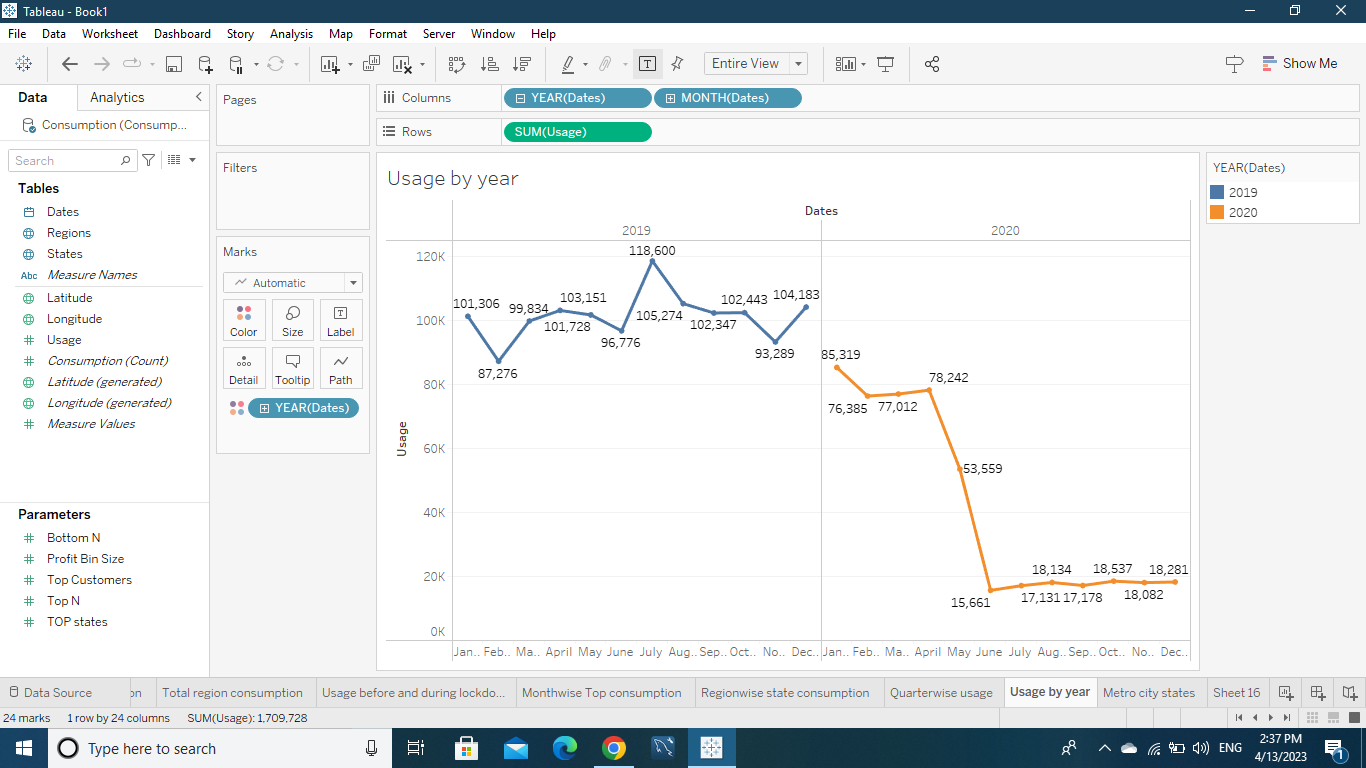 Tableau - Book1
File Data Worksheet Dashboard Story Analysis Map Format Server Window Help
Entire View
Show Me
Data Analytics
Consumption (Consump...
Search
Tables
Dates
Regions
States
Abc Measure Names
Latitude
Longitude
Usage
Consumption (Count)
Latitude (generated)
Longitude (generated)
Measure Values
Parameters
Bottom N
Profit Bin Size
Top Customers
Top N
TOP states
Pages
Filters
Marks
Automatic
Color Size Label
Detail Tooltip Path
YEAR(Dates)
Columns YEAR(Dates) MONTH(Dates)
Rows SUM(Usage)
Usage by year
Dates
2019 2020
Usage
120K
100K
80K
60K
40K
20K
0K
101,306
87,276
99,834
103,151
101,728
96,776
118,600
105,274
102,347
102,443
93,289
104,183
85,319
76,385
77,012
78,242
53,559
15,661
17,131
18,134
17,178
18,537
18,082
18,281
Jan.. Feb.. Ma.. April May June July Aug.. Sep.. Oct.. No.. Dec.. Jan.. Feb.. Ma.. April May June July Aug.. Sep.. Oct.. No.. Dec..
YEAR(Dates)
2019
2020
Data Source on Total region consumption Usage before and during lockdo... Monthwise Top consumption Regionwise state consumption Quarterwise usage Usage by year Metro city states Sheet 16
24 marks 1 row by 24 columns SUM(Usage): 1,709,728
Type here to search
ENG
2:37 PM
4/13/2023
1